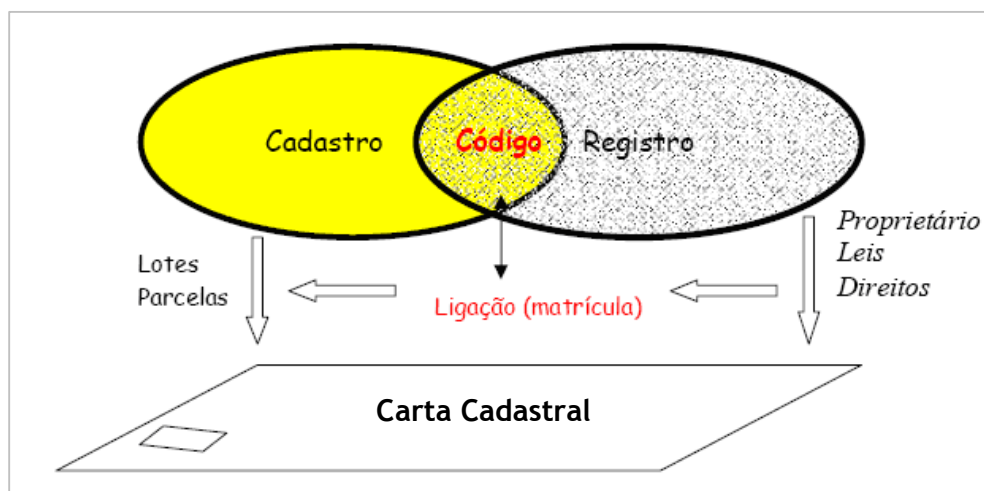 Cadastro
Código
Registro
Lotes
Parcelas
Ligação (matrícula)
Proprietário
Leis
Direitos
Carta Cadastral